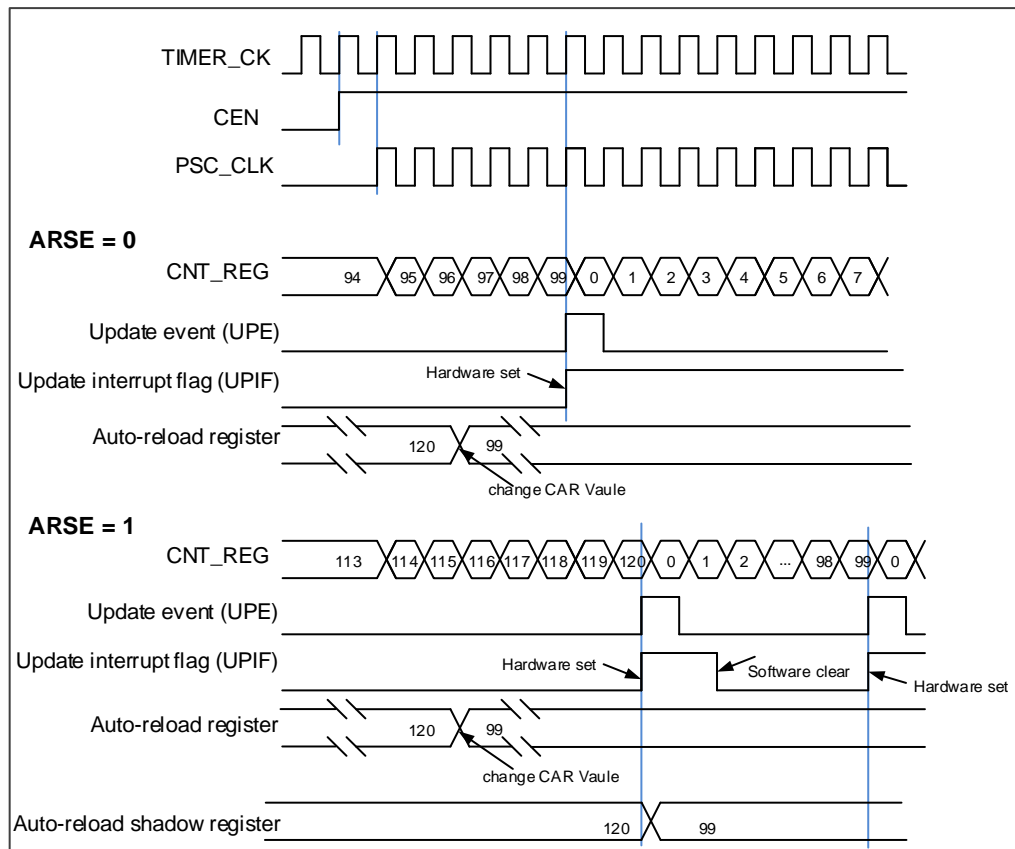 TIMER_CK
CEN
PSC_CLK
ARSE = 0
CNT_REG 94 95 96 97 98 99 0 1 2 3 4 5 6 7
Update event (UPE)
Update interrupt flag (UPIF) Hardware set
Auto-reload register 120 99
change CAR Vaule
ARSE = 1
CNT_REG 113 114 115 116 117 118 119 120 0 1 2 ... 98 99 0
Update event (UPE)
Update interrupt flag (UPIF) Hardware set Software clear Hardware set
Auto-reload register 120 99
change CAR Vaule
Auto-reload shadow register 120 99